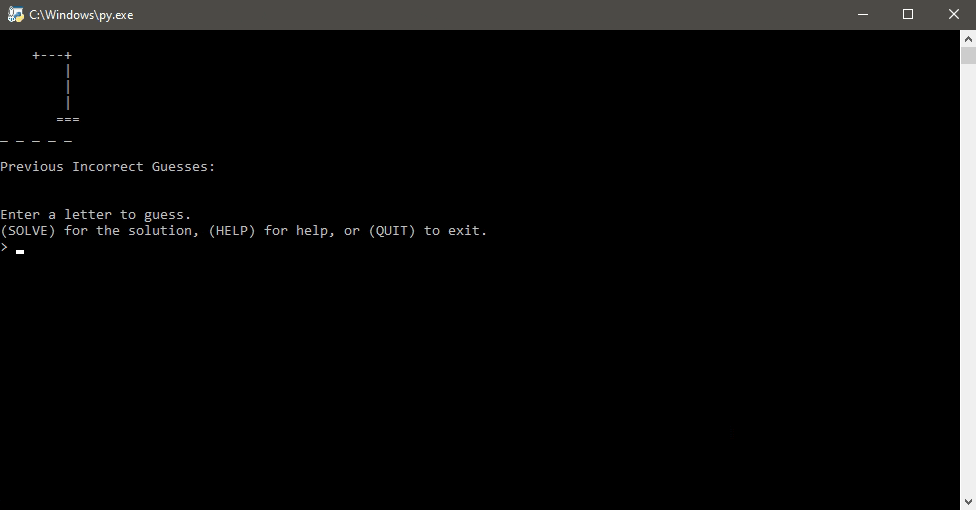 C:\Windows\py.exe
    +---+
        |
        |
        |
       ===
_ _ _ _ _
Previous Incorrect Guesses:
Enter a letter to guess.
(SOLVE) for the solution, (HELP) for help, or (QUIT) to exit.
> _